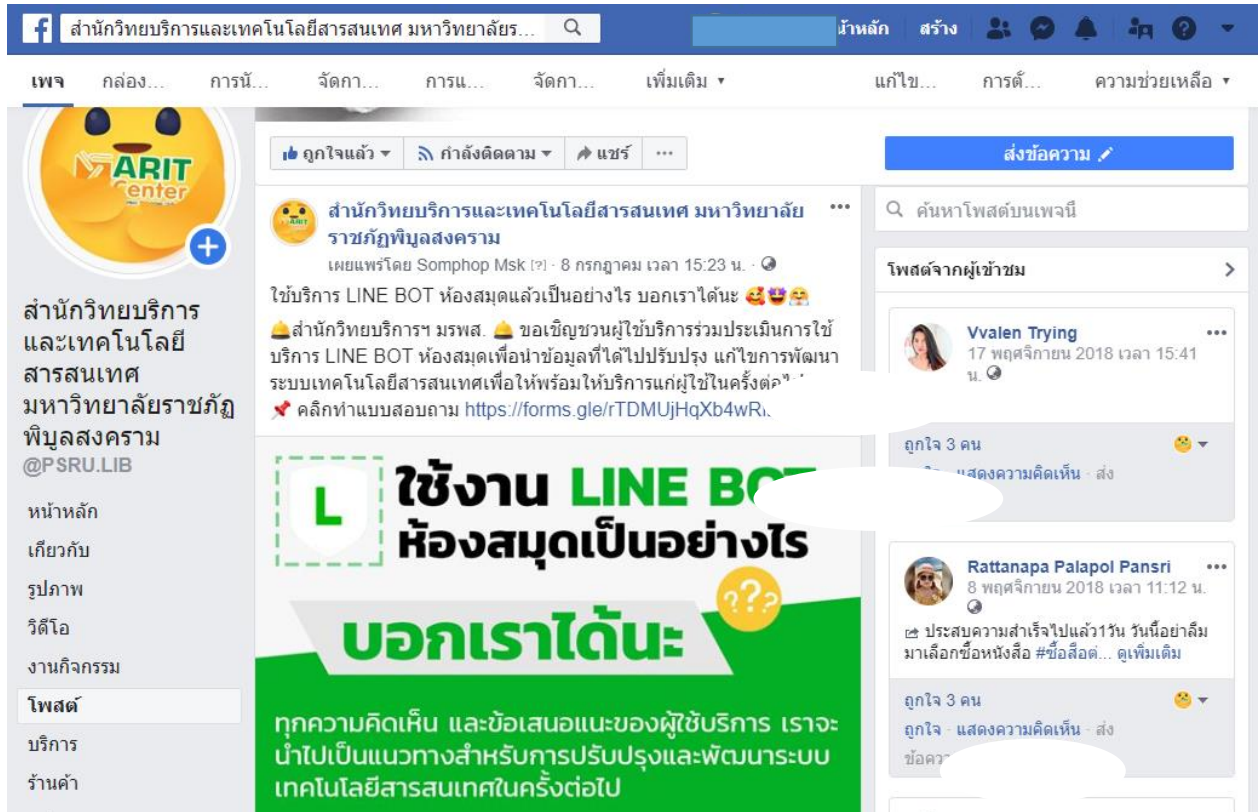 สำนักวิทยบริการและเทคโนโลยีสารสนเทศ มหาวิทยาลัยร...
น้าหลัก สร้าง
เพจ กล่อง... การนั... จัดกา... การแ... จัดกา... เพิ่มเติม
แก้ไข... การตั้... ความช่วยเหลือ
ARIT
Center
สำนักวิทยบริการ
และเทคโนโลยี
สารสนเทศ
มหาวิทยาลัยราชภัฏ
พิบูลสงคราม
@PSRU.LIB
หน้าหลัก
เกี่ยวกับ
รูปภาพ
วิดีโอ
งานกิจกรรม
โพสต์
บริการ
ร้านค้า
ถูกใจแล้ว กำลังติดตาม แชร์ ...
ส่งข้อความ
สำนักวิทยบริการและเทคโนโลยีสารสนเทศ มหาวิทยาลัย
ราชภัฏพิบูลสงคราม
เผยแพร่โดย Somphop Msk [?] · 8 กรกฎาคม เวลา 15:23 น. ·
ใช้บริการ LINE BOT ห้องสมุดแล้วเป็นอย่างไร บอกเราได้นะ 🥰🤩🤗
🛎️สำนักวิทยบริการฯ มรพส. 🛎️ ขอเชิญชวนผู้ใช้บริการร่วมประเมินการใช้
บริการ LINE BOT ห้องสมุดเพื่อนำข้อมูลที่ได้ไปปรับปรุง แก้ไขการพัฒนา
ระบบเทคโนโลยีสารสนเทศเพื่อให้พร้อมให้บริการแก่ผู้ใช้ในครั้ง
📌 คลิกทำแบบสอบถาม https://forms.gle/rTDMUjHqXb4wR
L
ใช้งาน LINE BOT
ห้องสมุดเป็นอย่างไร
???
บอกเราได้นะ
ทุกความคิดเห็น และข้อเสนอแนะของผู้ใช้บริการ เราจะ
นำไปเป็นแนวทางสำหรับการปรับปรุงและพัฒนาระบบ
เทคโนโลยีสารสนเทศในครั้งต่อไป
ค้นหาโพสต์บนเพจนี้
โพสต์จากผู้เข้าชม
Vvalen Trying
17 พฤศจิกายน 2018 เวลา 15:41
น.
ถูกใจ 3 คน
แสดงความคิดเห็น · ส่ง
Rattanapa Palapol Pansri
8 พฤศจิกายน 2018 เวลา 11:12 น.
ประสบความสำเร็จไปแล้ว1วัน วันนี้อย่าลืม
มาเลือกซื้อหนังสือ #ซื้อสือต่... ดูเพิ่มเติม
ถูกใจ 3 คน
ถูกใจ · แสดงความคิดเห็น · ส่ง